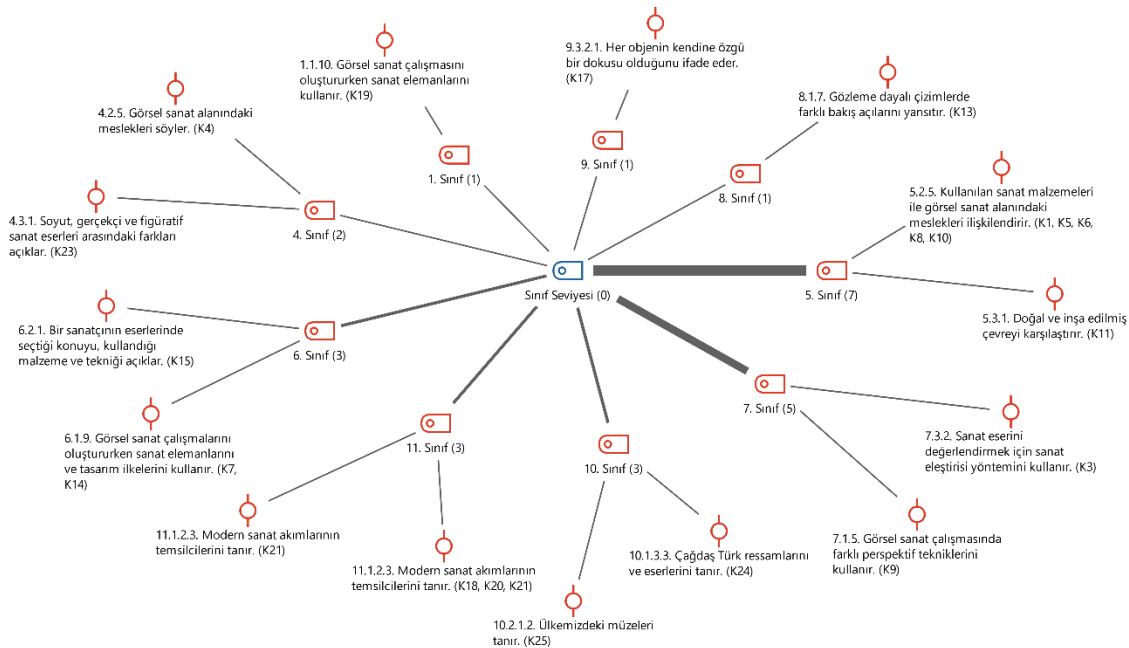 9.3.2.1. Her objenin kendine özgü
bir dokusu olduğunu ifade eder.
(K17)
1.1.10. Görsel sanat çalışmasını
oluştururken sanat elemanlarını
kullanır. (K19)
4.2.5. Görsel sanat alanındaki
meslekleri söyler. (K4)
8.1.7. Gözleme dayalı çizimlerde
farklı bakış açılarını yansıtır. (K13)
1. Sınıf (1)
9. Sınıf (1)
8. Sınıf (1)
5.2.5. Kullanılan sanat malzemeleri
ile görsel sanat alanındaki
meslekleri ilişkilendirir. (K1, K5, K6,
K8, K10)
4.3.1. Soyut, gerçekçi ve figüratif
sanat eserleri arasındaki farkları
açıklar. (K23)
4. Sınıf (2)
Sınıf Seviyesi (0)
5. Sınıf (7)
5.3.1. Doğal ve inşa edilmiş
çevreyi karşılaştırır. (K11)
6.2.1. Bir sanatçının eserlerinde
seçtiği konuyu, kullandığı
malzeme ve tekniği açıklar. (K15)
6. Sınıf (3)
7. Sınıf (5)
6.1.9. Görsel sanat çalışmalarını
oluştururken sanat elemanlarını
ve tasarım ilkelerini kullanır. (K7,
K14)
11. Sınıf (3)
10. Sınıf (3)
7.3.2. Sanat eserini
değerlendirmek için sanat
eleştirisi yöntemini kullanır. (K3)
11.1.2.3. Modern sanat akımlarının
temsilcilerini tanır. (K21)
11.1.2.3. Modern sanat akımlarının
temsilcilerini tanır. (K18, K20, K21)
10.1.3.3. Çağdaş Türk ressamlarını
ve eserlerini tanır. (K24)
7.1.5. Görsel sanat çalışmasında
farklı perspektif tekniklerini
kullanır. (K9)
10.2.1.2. Ülkemizdeki müzeleri
tanır. (K25)